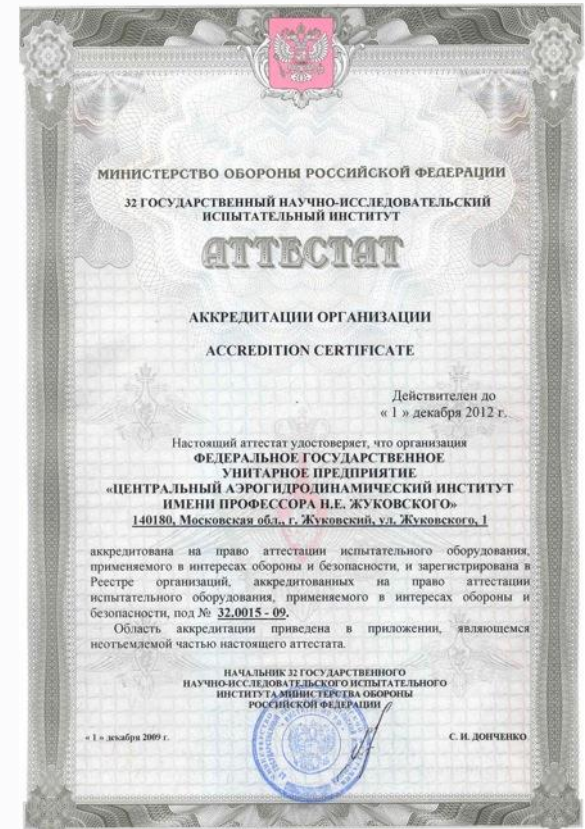 МИНИСТЕРСТВО ОБОРОНЫ РОССИЙСКОЙ ФЕДЕРАЦИИ
32 ГОСУДАРСТВЕННЫЙ НАУЧНО-ИССЛЕДОВАТЕЛЬСКИЙ
ИСПЫТАТЕЛЬНЫЙ ИНСТИТУТ
АТТЕСТАТ
АККРЕДИТАЦИИ ОРГАНИЗАЦИИ
ACCREDITION CERTIFICATE
Действителен до
« 1 » декабря 2012 г.
Настоящий аттестат удостоверяет, что организация
ФЕДЕРАЛЬНОЕ ГОСУДАРСТВЕННОЕ
УНИТАРНОЕ ПРЕДПРИЯТИЕ
«ЦЕНТРАЛЬНЫЙ АЭРОГИДРОДИНАМИЧЕСКИЙ ИНСТИТУТ
ИМЕНИ ПРОФЕССОРА Н.Е. ЖУКОВСКОГО»
140180, Московская обл., г. Жуковский, ул. Жуковского, 1
аккредитована на право аттестации испытательного оборудования,
применяемого в интересах обороны и безопасности, и зарегистрирована в
Реестре организаций, аккредитованных на право аттестации
испытательного оборудования, применяемого в интересах обороны и
безопасности, под № 32.0015 - 09.
Область аккредитации приведена в приложении, являющемся
неотъемлемой частью настоящего аттестата.
НАЧАЛЬНИК 32 ГОСУДАРСТВЕННОГО
НАУЧНО-ИССЛЕДОВАТЕЛЬСКОГО ИСПЫТАТЕЛЬНОГО
ИНСТИТУТА МИНИСТЕРСТВА ОБОРОНЫ
РОССИЙСКОЙ ФЕДЕРАЦИИ
« 1 » декабря 2009 г.
С. И. ДОНЧЕНКО